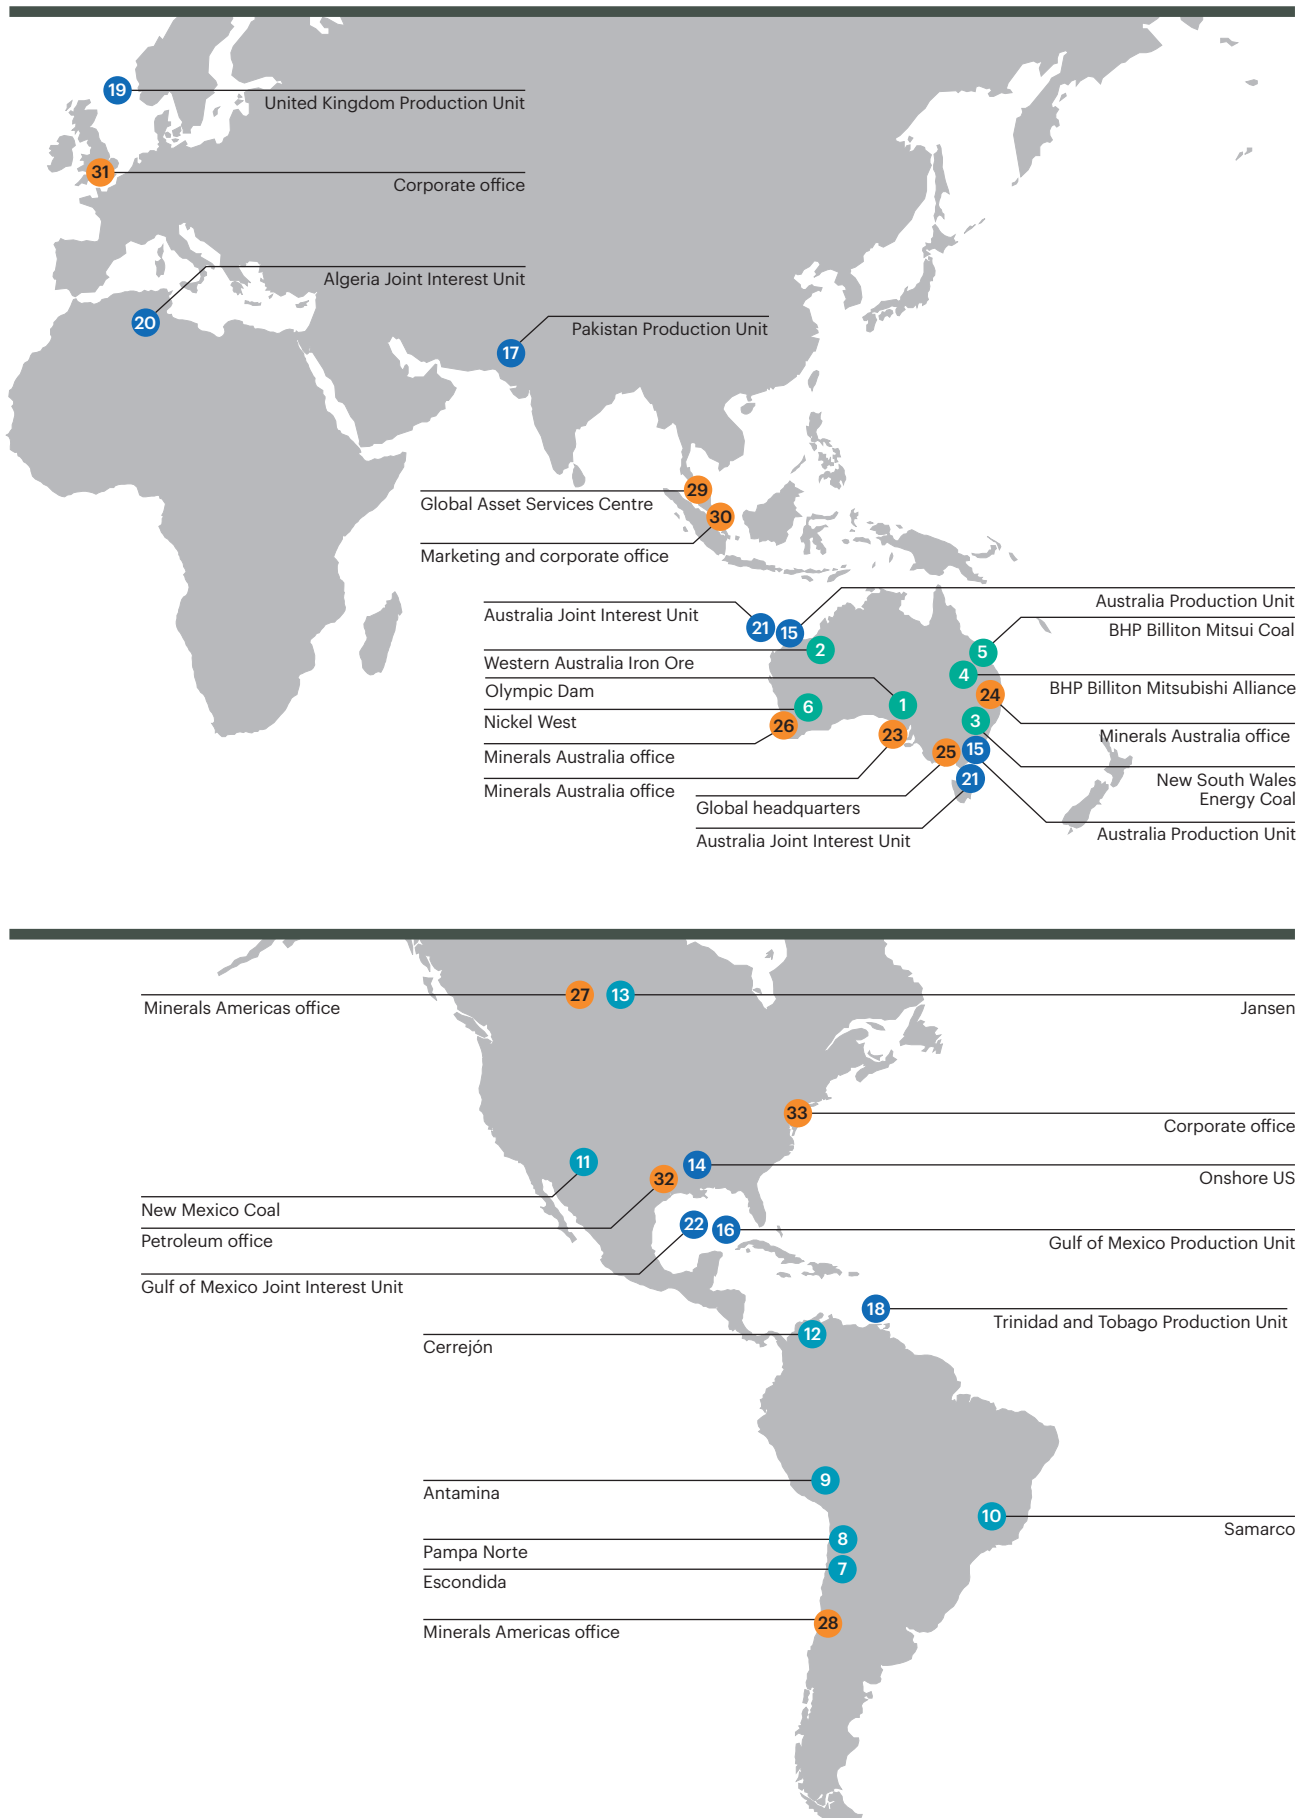 19
United Kingdom Production Unit
31
Corporate office
Algeria Joint Interest Unit
20
Pakistan Production Unit
17
29
Global Asset Services Centre
30
Marketing and corporate office
Australia Production Unit
Australia Joint Interest Unit
21
15
BHP Billiton Mitsui Coal
2
5
Western Australia Iron Ore
4
BHP Billiton Mitsubishi Alliance
Olympic Dam
24
6
1
Nickel West
3
26
23
Minerals Australia office
25
15
Minerals Australia office
21
New South Wales
Energy Coal
Minerals Australia office
Global headquarters
Australia Production Unit
Australia Joint Interest Unit
27
13
Minerals Americas office
Jansen
33
Corporate office
11
14
32
Onshore US
New Mexico Coal
22
16
Petroleum office
Gulf of Mexico Production Unit
Gulf of Mexico Joint Interest Unit
18
Trinidad and Tobago Production Unit
12
Cerrejón
9
Antamina
10
Samarco
8
Pampa Norte
7
Escondida
28
Minerals Americas office